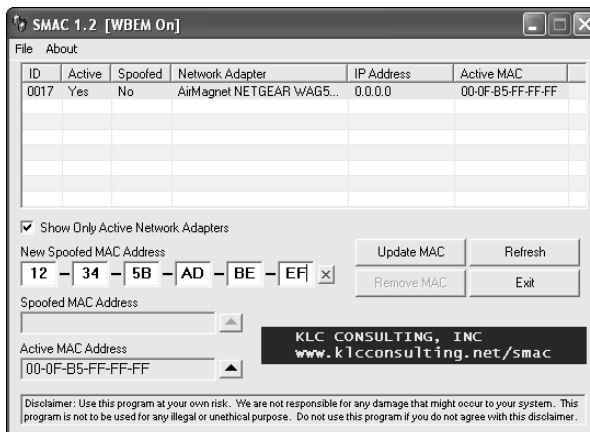 SMAC 1.2 [WBEM On]
File About
ID Active Spoofed Network Adapter IP Address Active MAC
0017 Yes No AirMagnet NETGEAR WAG5... 0.0.0.0 00-0F-B5-FF-FF-FF
Show Only Active Network Adapters
New Spoofed MAC Address
12 - 34 - 5B - AD - BE - EF
Update MAC Refresh
Remove MAC Exit
Spoofed MAC Address
KLC CONSULTING, INC
www.klcconsulting.net/smac
Active MAC Address
00-0F-B5-FF-FF-FF
Disclaimer: Use this program at your own risk. We are not responsible for any damage that might occur to your system. This
program is not to be used for any illegal or unethical purpose. Do not use this program if you do not agree with this disclaimer.